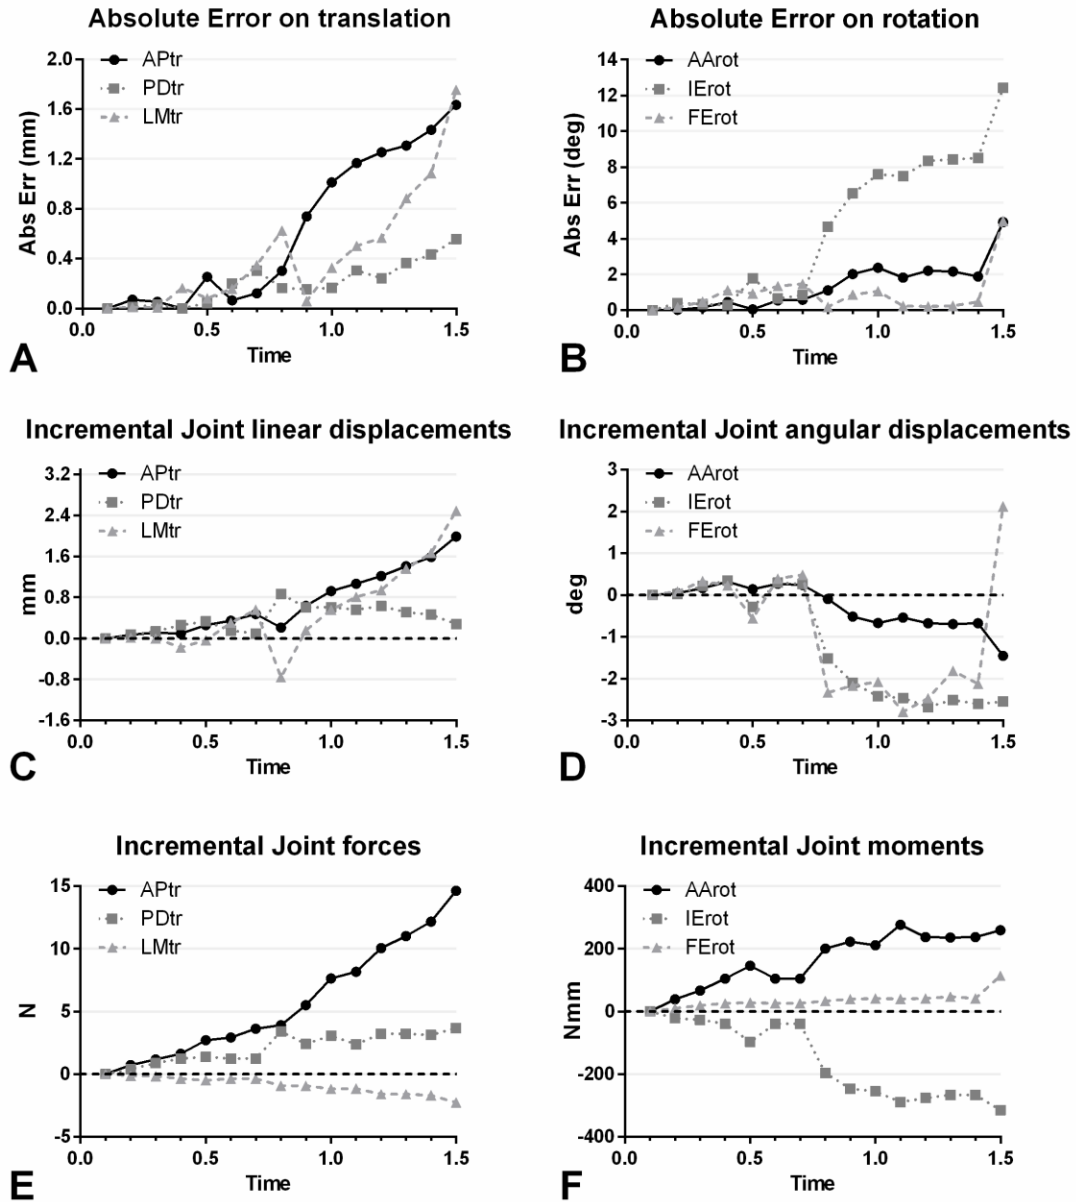 Absolute Error on translation
APtr
PDtr
LMtr
Abs Err (mm)
2.0
1.6
1.2
0.8
0.4
0.0
0.0 0.5 1.0 1.5
Time
A
Absolute Error on rotation
AArot
IErot
FErot
Abs Err (deg)
14
12
10
8
6
4
2
0
0.0 0.5 1.0 1.5
Time
B
Incremental Joint linear displacements
APtr
PDtr
LMtr
mm
3.2
2.4
1.6
0.8
0.0
-0.8
-1.6
0.0 0.5 1.0 1.5
Time
C
Incremental Joint angular displacements
AArot
IErot
FErot
deg
3
2
1
0
-1
-2
-3
0.0 0.5 1.0 1.5
Time
D
Incremental Joint forces
APtr
PDtr
LMtr
N
15
10
5
0
-5
0.0 0.5 1.0 1.5
Time
E
Incremental Joint moments
AArot
IErot
FErot
Nmm
400
200
0
-200
-400
0.0 0.5 1.0 1.5
Time
F